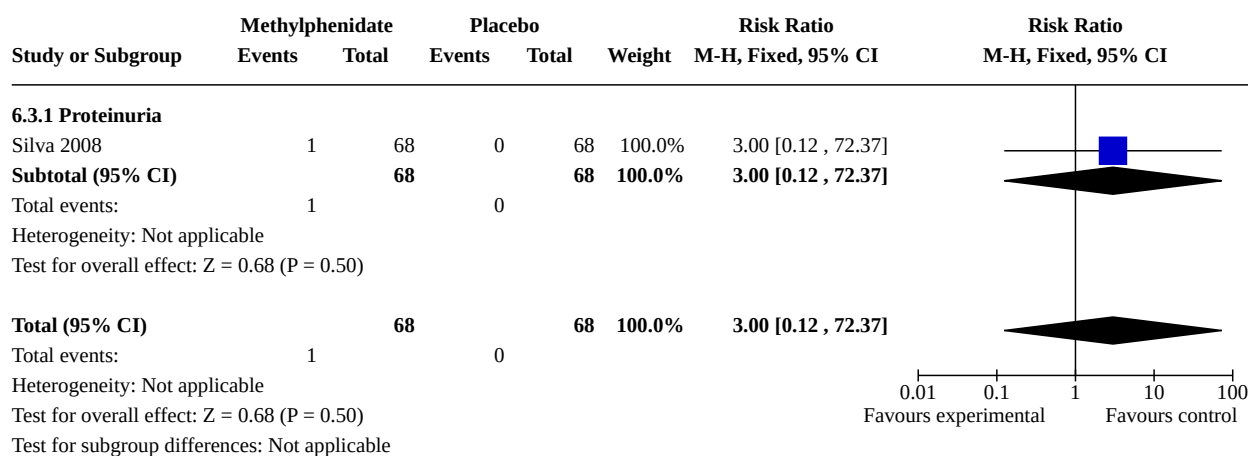 Methylphenidate Placebo Risk Ratio Risk Ratio
Study or Subgroup Events Total Events Total Weight M-H, Fixed, 95% CI M-H, Fixed, 95% CI
6.3.1 Proteinuria
Silva 2008 1 68 0 68 100.0% 3.00 [0.12 , 72.37]
Subtotal (95% CI) 68 68 100.0% 3.00 [0.12 , 72.37]
Total events: 1 0
Heterogeneity: Not applicable
Test for overall effect: Z = 0.68 (P = 0.50)
Total (95% CI) 68 68 100.0% 3.00 [0.12 , 72.37]
Total events: 1 0
Heterogeneity: Not applicable 0.01 0.1 1 10 100
Test for overall effect: Z = 0.68 (P = 0.50) Favours experimental Favours control
Test for subgroup differences: Not applicable